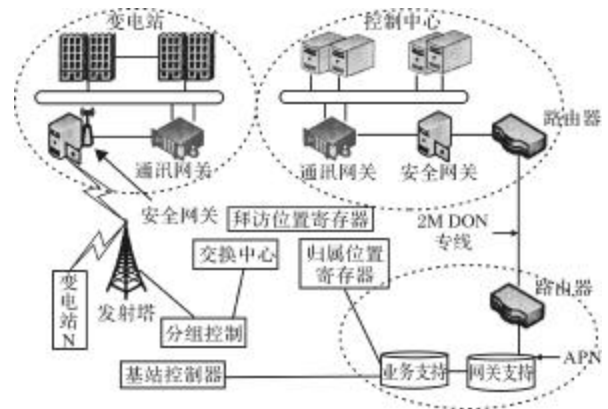 变电站
控制中心
通讯网关
通讯网关
安全网关
路由器
安全网关
拜访位置寄存器
2M DON
专线
交换中心
归属位置
寄存器
变电站N
发射塔
分组控制
路由器
APN
基站控制器
业务支持
网关支持